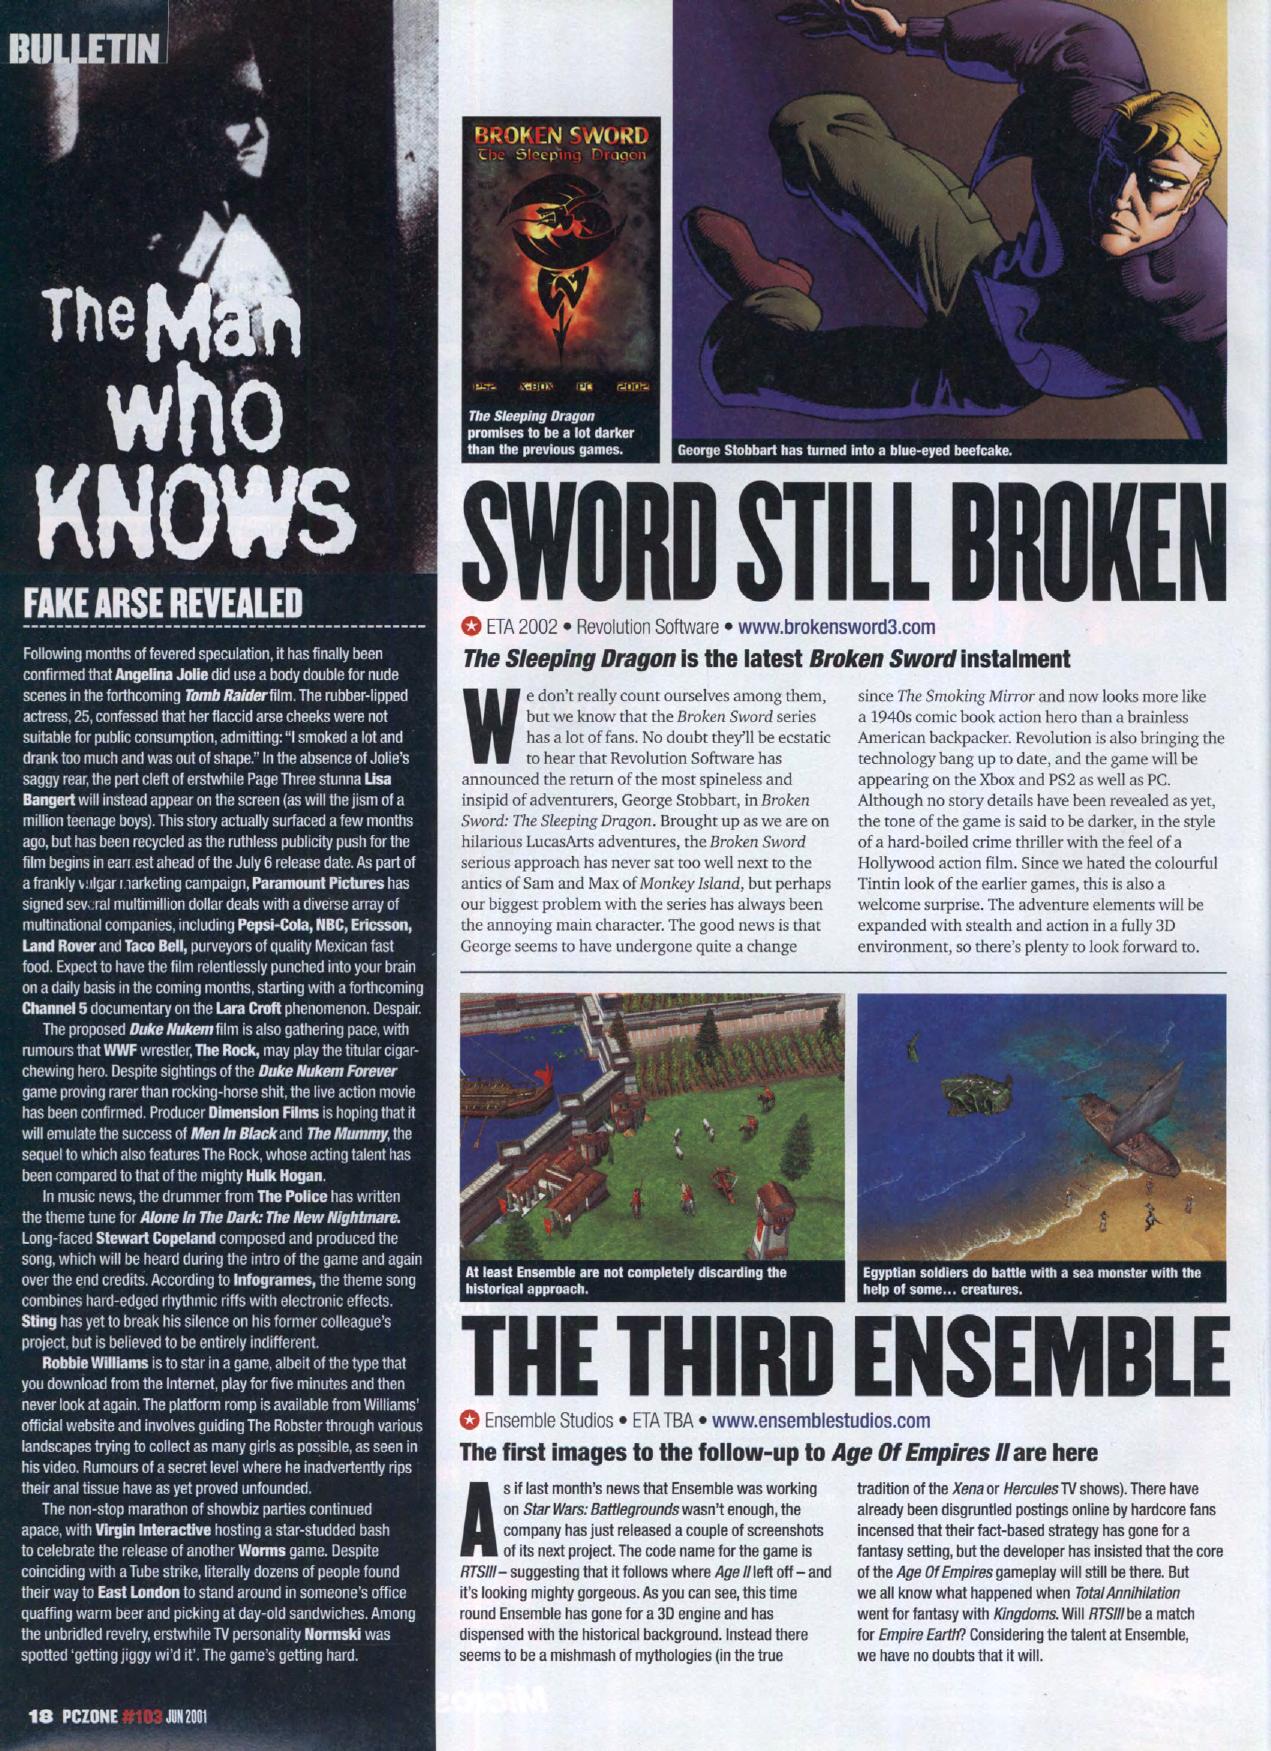 BULLETIN
The Man
who
KNOWS
FAKE ARSE REVEALED
Following months of fevered speculation, it has finally been
confirmed that Angelina Jolie did use a body double for nude
scenes in the forthcoming Tomb Raider film. The rubber-lipped
actress, 25, confessed that her flaccid arse cheeks were not
suitable for public consumption, admitting: "I smoked a lot and
drank too much and was out of shape." In the absence of Jolie's
saggy rear, the pert cleft of erstwhile Page Three stunna Lisa
Bangert will instead appear on the screen (as will the jism of a
million teenage boys). This story actually surfaced a few months
ago, but has been recycled as the ruthless publicity push for the
film begins in earnest ahead of the July 6 release date. As part of
a frankly vulgar marketing campaign, Paramount Pictures has
signed several multimillion dollar deals with a diverse array of
multinational companies, including Pepsi-Cola, NBC, Ericsson,
Land Rover and Taco Bell, purveyors of quality Mexican fast
food. Expect to have the film relentlessly punched into your brain
on a daily basis in the coming months, starting with a forthcoming
Channel 5 documentary on the Lara Croft phenomenon. Despair.
The proposed Duke Nukem film is also gathering pace, with
rumours that WWF wrestler, The Rock, may play the titular cigar-
chewing hero. Despite sightings of the Duke Nukem Forever
game proving rarer than rocking-horse shit, the live action movie
has been confirmed. Producer Dimension Films is hoping that it
will emulate the success of Men In Black and The Mummy, the
sequel to which also features The Rock, whose acting talent has
been compared to that of the mighty Hulk Hogan.
In music news, the drummer from The Police has written
the theme tune for Alone In The Dark: The New Nightmare.
Long-faced Stewart Copeland composed and produced the
song, which will be heard during the intro of the game and again
over the end credits. According to Infogrames, the theme song
combines hard-edged rhythmic riffs with electronic effects.
Sting has yet to break his silence on his former colleague's
project, but is believed to be entirely indifferent.
Robbie Williams is to star in a game, albeit of the type that
you download from the Internet, play for five minutes and then
never look at again. The platform romp is available from Williams'
official website and involves guiding The Robster through various
landscapes trying to collect as many girls as possible, as seen in
his video. Rumours of a secret level where he inadvertently rips
their anal tissue have as yet proved unfounded.
The non-stop marathon of showbiz parties continued
apace, with Virgin Interactive hosting a star-studded bash
to celebrate the release of another Worms game. Despite
coinciding with a Tube strike, literally dozens of people found
their way to East London to stand around in someone's office
quaffing warm beer and picking at day-old sandwiches. Among
the unbridled revelry, erstwhile TV personality Normski was
spotted 'getting jiggy wi'd it'. The game's getting hard.
18 PCZONE #103 JUN 2001
BROKEN SWORD
The Sleeping Dragon
PS2 X-BOX PC 2002
The Sleeping Dragon
promises to be a lot darker
than the previous games.
George Stobbart has turned into a blue-eyed beefcake.
SWORD STILL BROKEN
ETA 2002 • Revolution Software • www.brokensword3.com
The Sleeping Dragon is the latest Broken Sword instalment
We don't really count ourselves among them,
but we know that the Broken Sword series
has a lot of fans. No doubt they'll be ecstatic
to hear that Revolution Software has
announced the return of the most spineless and
insipid of adventurers, George Stobbart, in Broken
Sword: The Sleeping Dragon. Brought up as we are on
hilarious LucasArts adventures, the Broken Sword
serious approach has never sat too well next to the
antics of Sam and Max of Monkey Island, but perhaps
our biggest problem with the series has always been
the annoying main character. The good news is that
George seems to have undergone quite a change
since The Smoking Mirror and now looks more like
a 1940s comic book action hero than a brainless
American backpacker. Revolution is also bringing the
technology bang up to date, and the game will be
appearing on the Xbox and PS2 as well as PC.
Although no story details have been revealed as yet,
the tone of the game is said to be darker, in the style
of a hard-boiled crime thriller with the feel of a
Hollywood action film. Since we hated the colourful
Tintin look of the earlier games, this is also a
welcome surprise. The adventure elements will be
expanded with stealth and action in a fully 3D
environment, so there's plenty to look forward to.
At least Ensemble are not completely discarding the
historical approach.
Egyptian soldiers do battle with a sea monster with the
help of some... creatures.
THE THIRD ENSEMBLE
Ensemble Studios • ETA TBA • www.ensemblestudios.com
The first images to the follow-up to Age Of Empires II are here
As if last month's news that Ensemble was working
on Star Wars: Battlegrounds wasn't enough, the
company has just released a couple of screenshots
of its next project. The code name for the game is
RTSIII – suggesting that it follows where Age II left off – and
it's looking mighty gorgeous. As you can see, this time
round Ensemble has gone for a 3D engine and has
dispensed with the historical background. Instead there
seems to be a mishmash of mythologies (in the true
tradition of the Xena or Hercules TV shows). There have
already been disgruntled postings online by hardcore fans
incensed that their fact-based strategy has gone for a
fantasy setting, but the developer has insisted that the core
of the Age Of Empires gameplay will still be there. But
we all know what happened when Total Annihilation
went for fantasy with Kingdoms. Will RTSIII be a match
for Empire Earth? Considering the talent at Ensemble,
we have no doubts that it will.